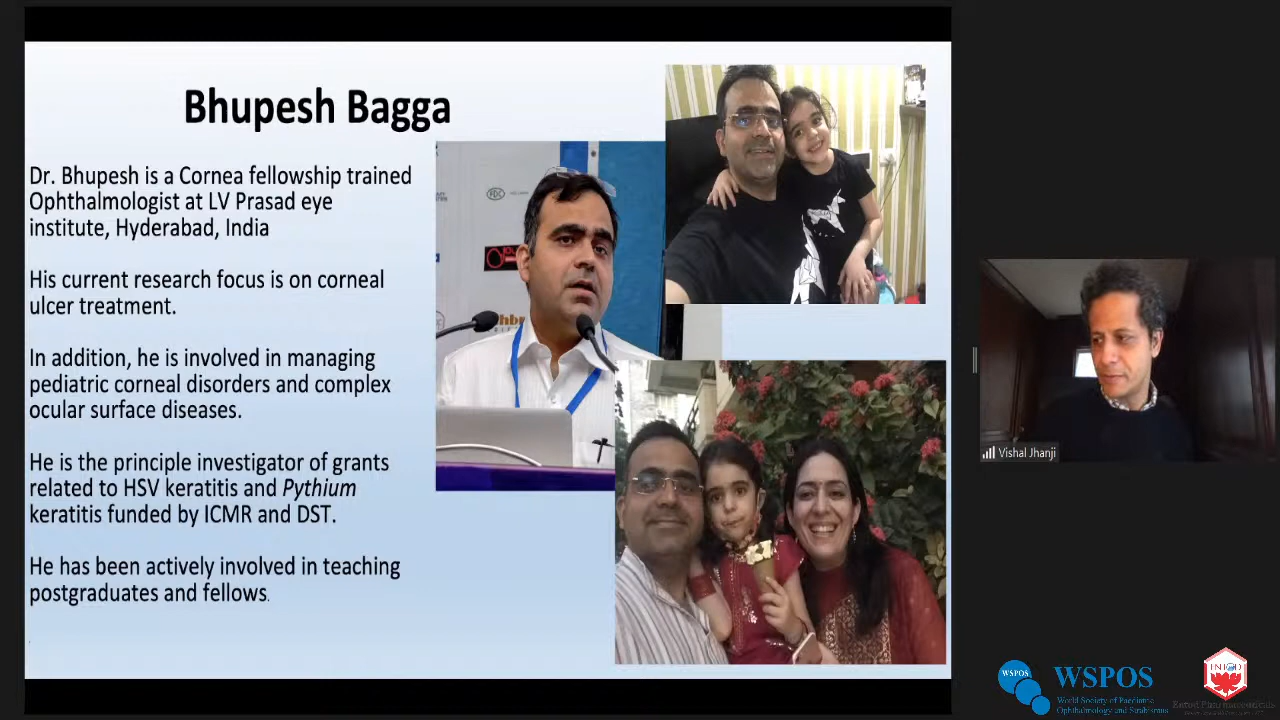 Bhupesh Bagga
Dr. Bhupesh is a Cornea fellowship trained
Ophthalmologist at LV Prasad eye
institute, Hyderabad, India
His current research focus is on corneal
ulcer treatment.
In addition, he is involved in managing
pediatric corneal disorders and complex
ocular surface diseases.
He is the principle investigator of grants
related to HSV keratitis and Pythium
keratitis funded by ICMR and DST.
He has been actively involved in teaching
postgraduates and fellows.
FDC
Vishal Jhanji
WSPOS
WSPOS
World Society of Paediatric
Ophthalmology and Strabismus
Entod Pharmaceuticals